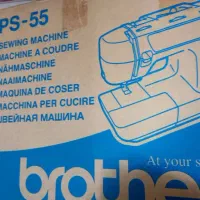 PS-55
SEWING MACHINE
MACHINE A COUDRE
NÄHMASCHINE
NAAIMACHINE
MAQUINA DE COSER
MACCHINA PER CUCIRE
ШВЕЙНАЯ МАШИНА
At your s
brothe